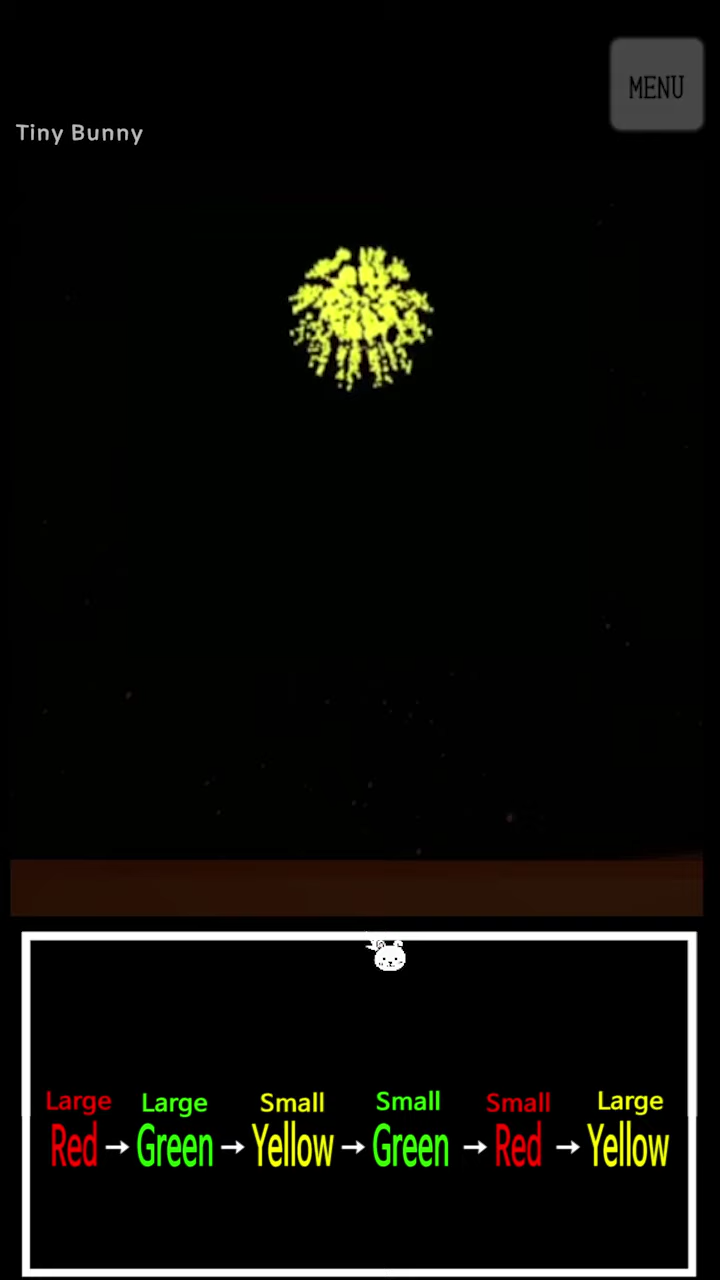 MENU
Tiny Bunny
Large Large Small Small Small Large
Red → Green → Yellow → Green → Red → Yellow